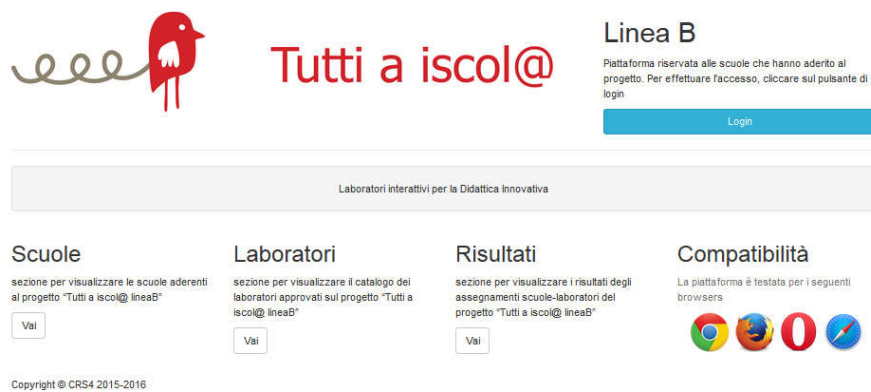 Tutti a iscol@
Linea B
Piattaforma riservata alle scuole che hanno aderito al
progetto. Per effettuare l'accesso, cliccare sul pulsante di
login
Login
Laboratori interattivi per la Didattica Innovativa
Scuole
sezione per visualizzare le scuole aderenti
al progetto "Tutti a iscol@ lineaB"
Vai
Laboratori
sezione per visualizzare il catalogo dei
laboratori approvati sul progetto "Tutti a
iscol@ lineaB"
Vai
Risultati
sezione per visualizzare i risultati degli
assegnamenti scuole-laboratori del
progetto "Tutti a iscol@ lineaB"
Vai
Compatibilità
La piattaforma è testata per i seguenti
browsers
Copyright © CRS4 2015-2016